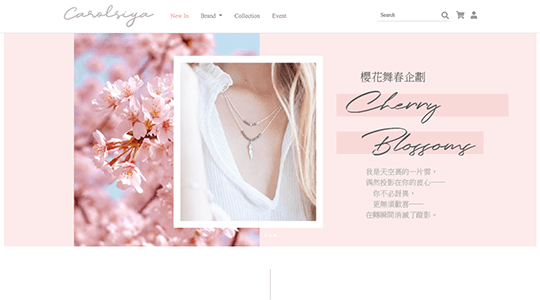 Carolsiya
New In Brand Collection Event Search
櫻花舞春企劃
Cherry
Blossoms
我是天空裏的一片雲，
偶然投影在你的波心——
你不必訝異，
更無須歡喜——
在轉瞬間消滅了蹤影。